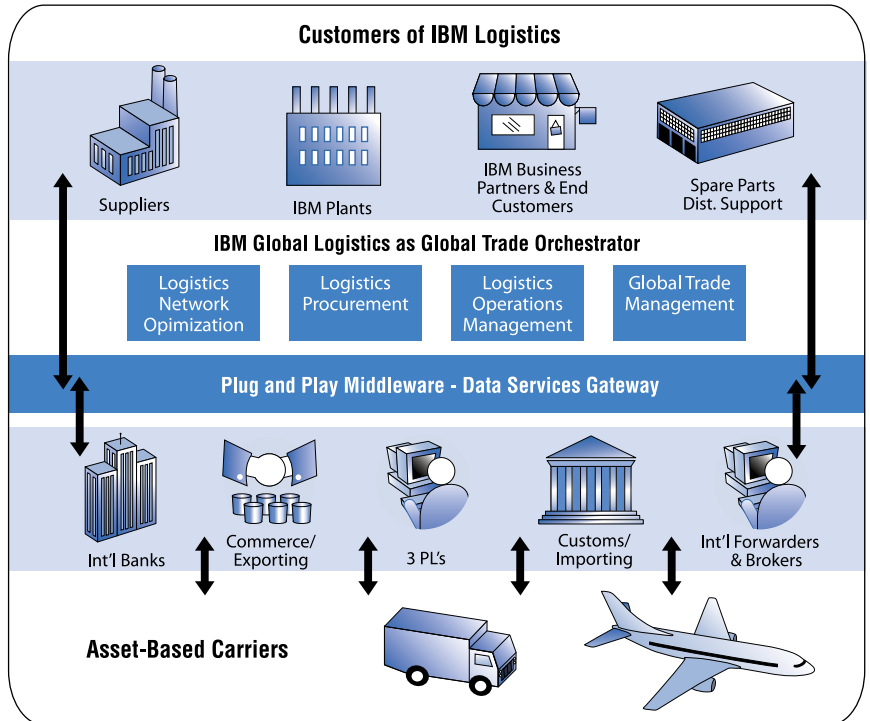 Customers of IBM Logistics
Suppliers
IBM Plants
IBM Business
Partners & End
Customers
Spare Parts
Dist. Support
IBM Global Logistics as Global Trade Orchestrator
Logistics
Network
Opimization
Logistics
Procurement
Logistics
Operations
Management
Global Trade
Management
Plug and Play Middleware - Data Services Gateway
Int'l Banks
Commerce/
Exporting
3 PL's
Customs/
Importing
Int'l Forwarders
& Brokers
Asset-Based Carriers